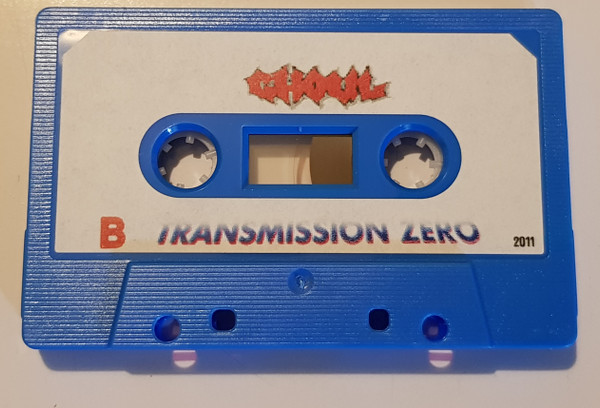 GHOUL
B TRANSMISSION ZERO 2011